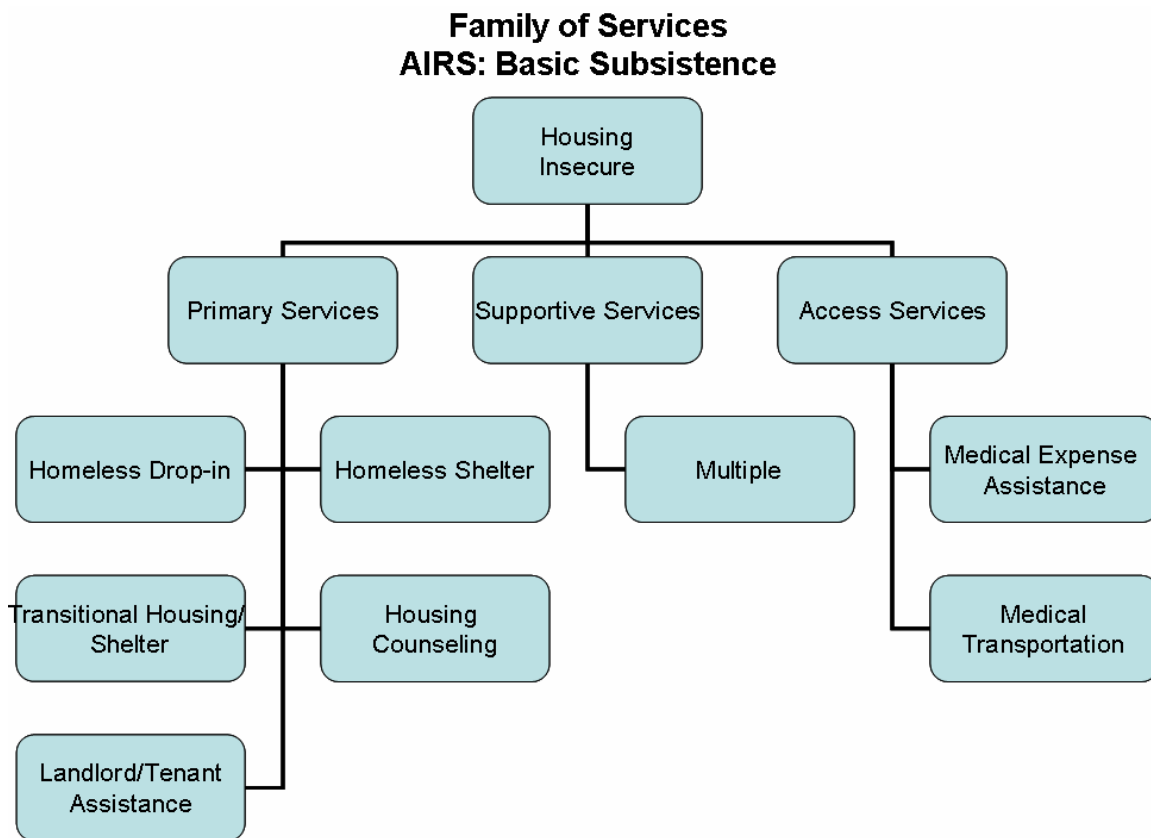 Family of Services
AIRS: Basic Subsistence
Housing
Insecure
Primary Services
Supportive Services
Access Services
Homeless Drop-in
Homeless Shelter
Multiple
Medical Expense
Assistance
Transitional Housing/
Shelter
Housing
Counseling
Medical
Transportation
Landlord/Tenant
Assistance